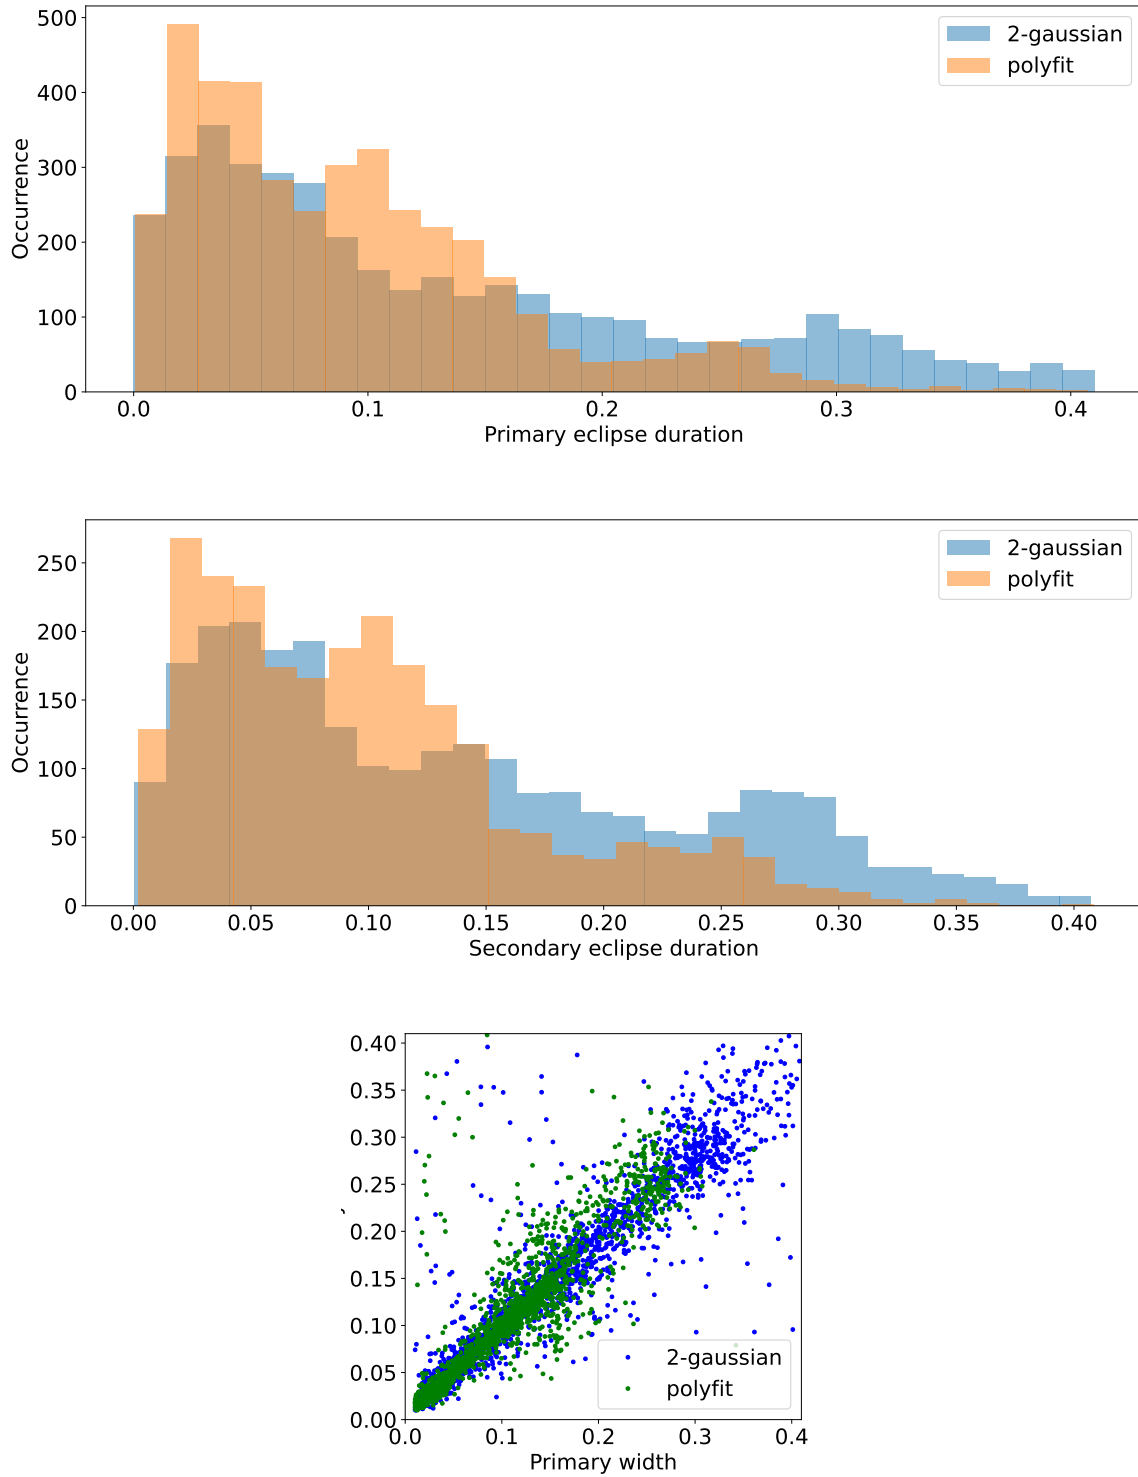 500
400
300
200
100
0
Occurrence
2-gaussian
polyfit
0.0 0.1 0.2 0.3 0.4
Primary eclipse duration
250
200
150
100
50
0
Occurrence
2-gaussian
polyfit
0.00 0.05 0.10 0.15 0.20 0.25 0.30 0.35 0.40
Secondary eclipse duration
0.40
0.35
0.30
0.25
0.20
0.15
0.10
0.05
0.00
2-gaussian
polyfit
0.0 0.1 0.2 0.3 0.4
Primary width